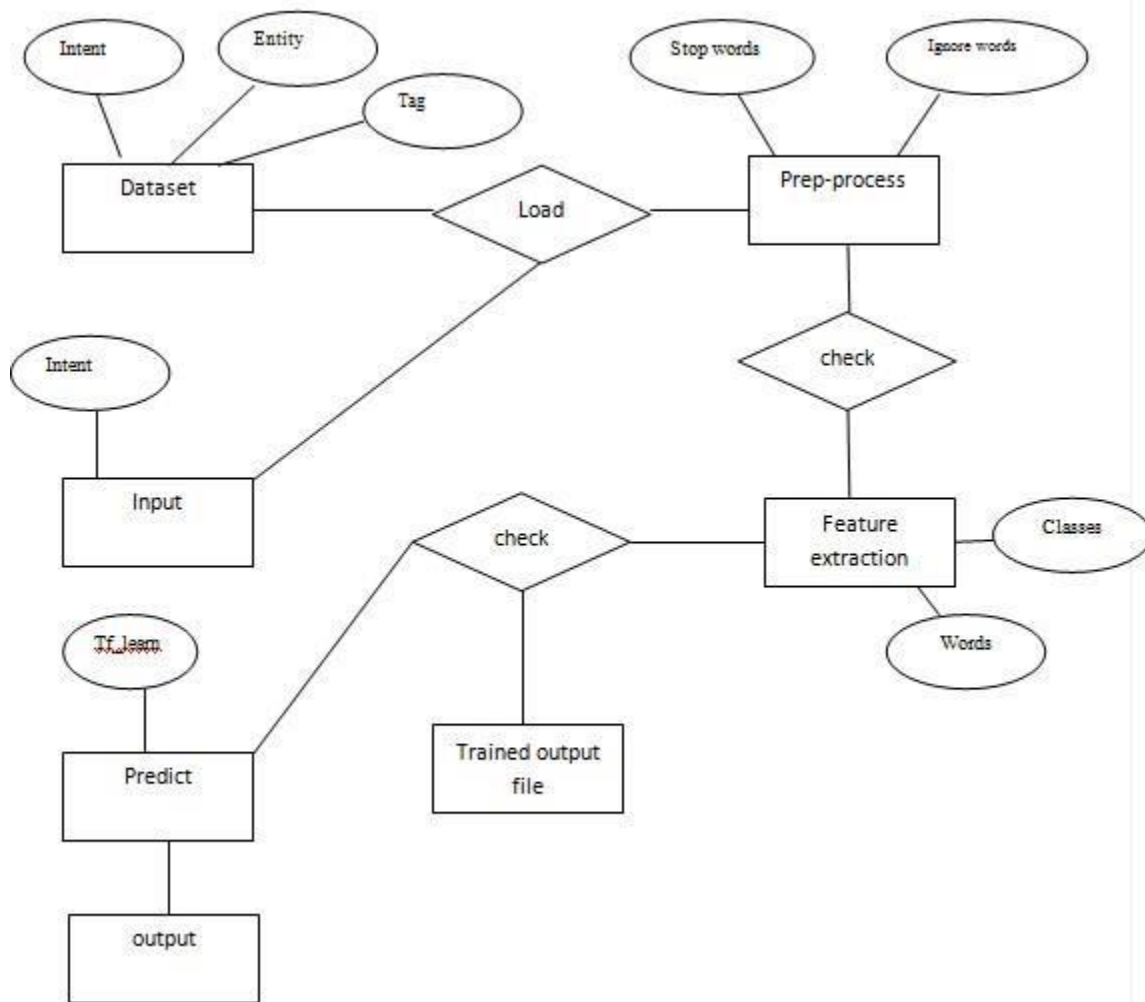 Intent
Entity
Tag
Stop words
Ignore words
Dataset
Load
Prep-process
Intent
check
Input
check
Feature
extraction
Classes
Tf_learn
Words
Trained output
file
Predict
output